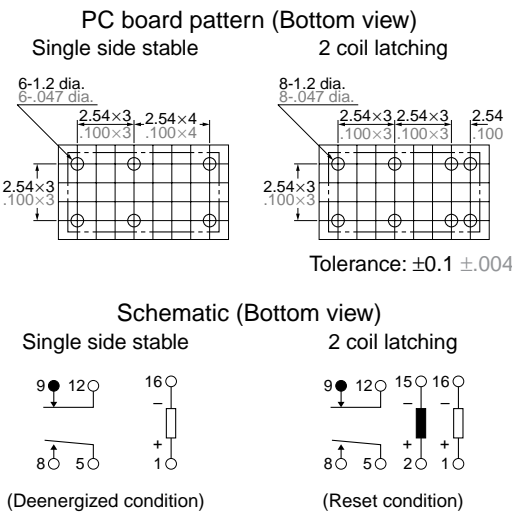 PC board pattern (Bottom view)
Single side stable
2 coil latching
6-1.2 dia.
6-.047 dia.
2.54×3 2.54×4
.100×3 .100×4
2.54×3
.100×3
8-1.2 dia.
8-.047 dia.
2.54×3 2.54×3 2.54
.100×3 .100×3 .100
2.54×3
.100×3
Tolerance: ±0.1 ±.004
Schematic (Bottom view)
Single side stable
2 coil latching
9 12 16
–
+
8 5 1
(Deenergized condition)
9 12 15 16
– –
+ +
8 5 2 1
(Reset condition)